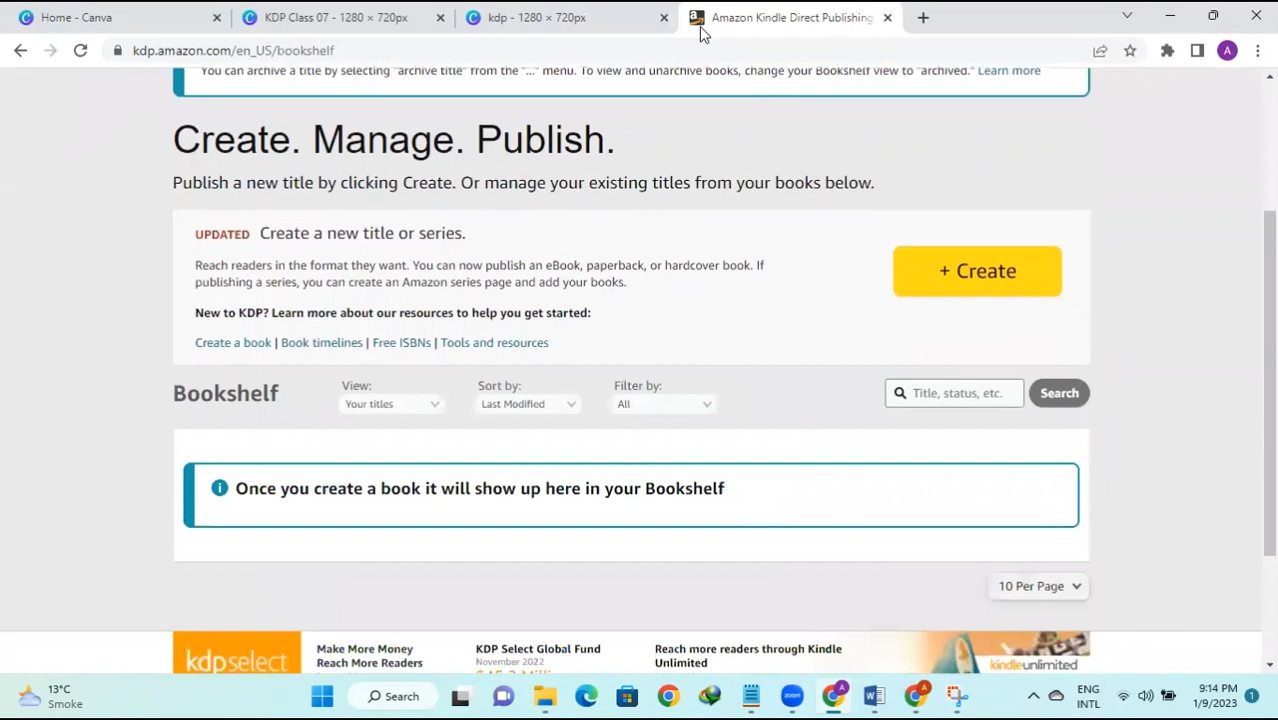 Home - Canva
KDP Class 07 - 1280 × 720px
kdp - 1280 × 720px
Amazon Kindle Direct Publishing
kdp.amazon.com/en_US/bookshelf
A
You can archive a title by selecting "archive title" from the "..." menu. To view and unarchive books, change your Bookshelf view to "archived." Learn more
Create. Manage. Publish.
Publish a new title by clicking Create. Or manage your existing titles from your books below.
UPDATED Create a new title or series.
Reach readers in the format they want. You can now publish an eBook, paperback, or hardcover book. If
publishing a series, you can create an Amazon series page and add your books.
+ Create
New to KDP? Learn more about our resources to help you get started:
Create a book | Book timelines | Free ISBNs | Tools and resources
Bookshelf
View:
Your titles
Sort by:
Last Modified
Filter by:
All
Title, status, etc.
Search
Once you create a book it will show up here in your Bookshelf
10 Per Page
kdpselect
Make More Money
Reach More Readers
KDP Select Global Fund
November 2022
Reach more readers through Kindle
Unlimited
kindleunlimited
13°C
Smoke
Search
zoom
ENG
INTL
9:14 PM
1/9/2023
1